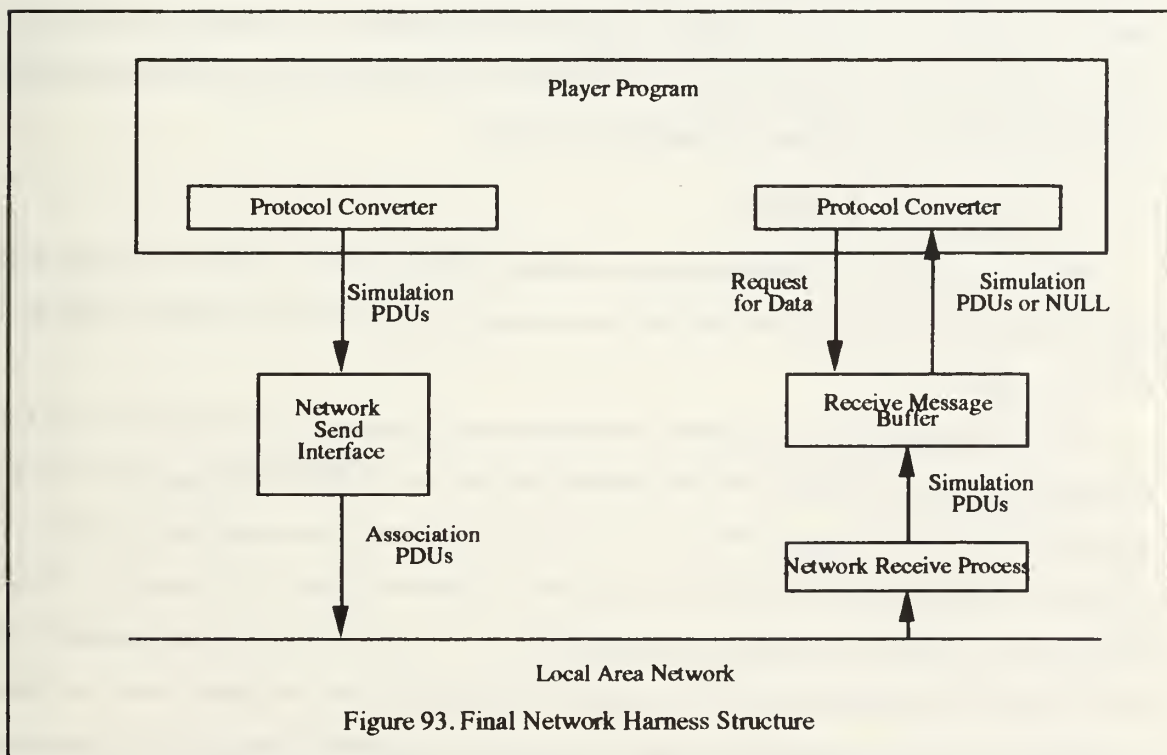 Player Program
Protocol Converter
Protocol Converter
Simulation
PDUs
Request
for Data
Simulation
PDUs or NULL
Network
Send
Interface
Receive Message
Buffer
Simulation
PDUs
Association
PDUs
Network Receive Process
Local Area Network
Figure 93. Final Network Harness Structure